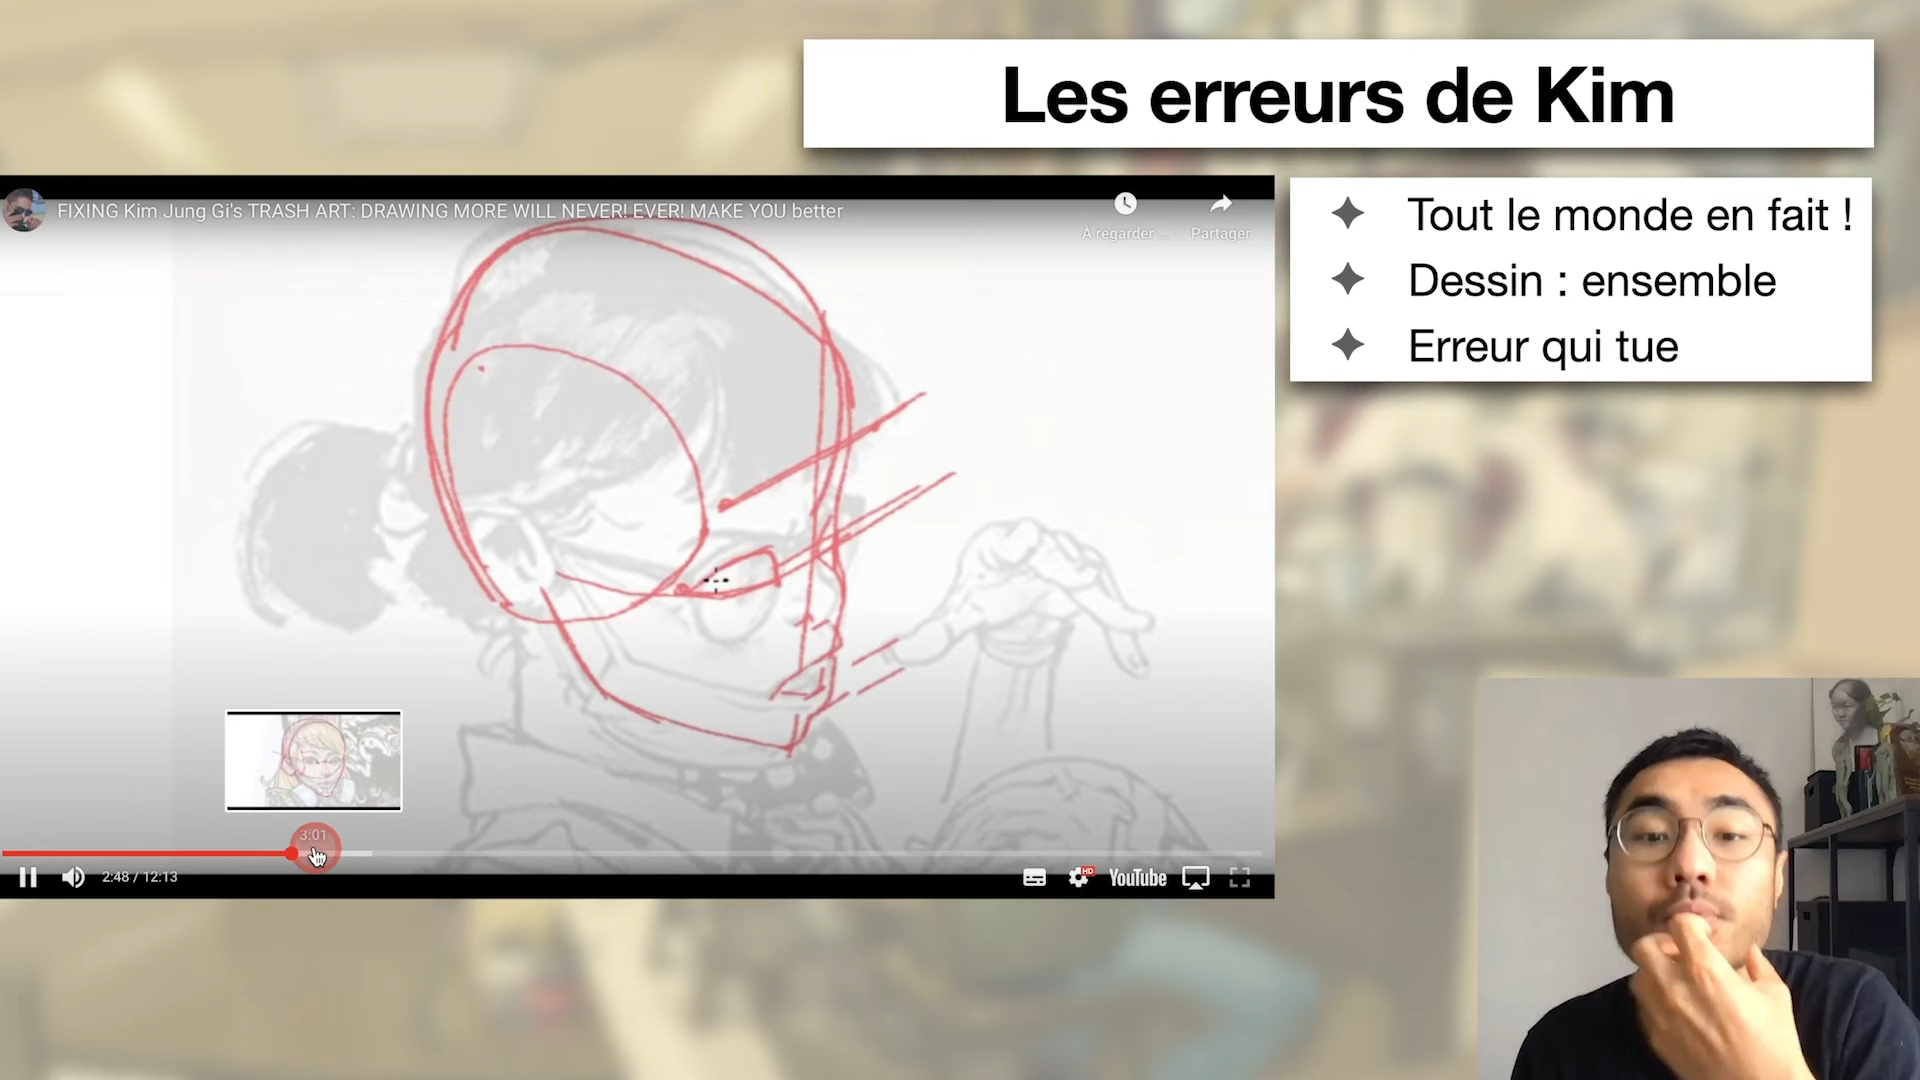 Les erreurs de Kim
FIXING Kim Jung Gi's TRASH ART: DRAWING MORE WILL NEVER! EVER! MAKE YOU better
À regarder...
Partager
✦ Tout le monde en fait !
✦ Dessin : ensemble
✦ Erreur qui tue
3:01
2:48 / 12:13
HD
YouTube